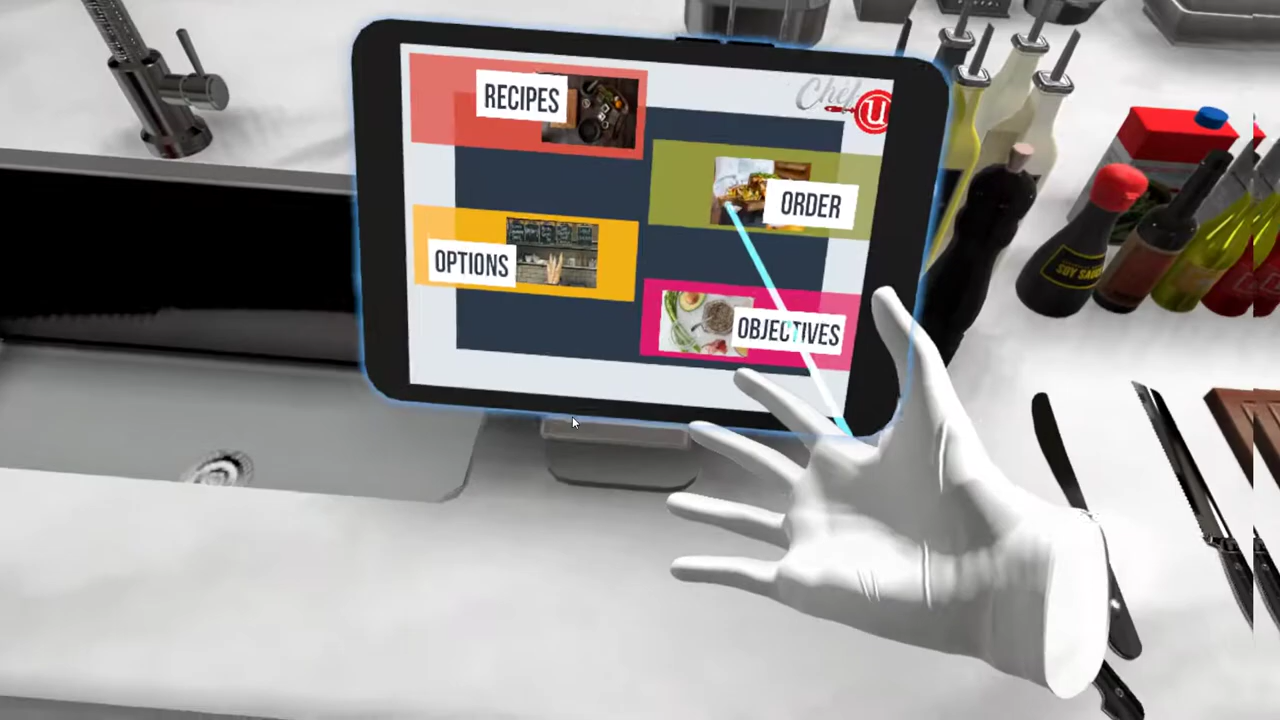 RECIPES
Chef
U
ORDER
OPTIONS
OBJECTIVES
SOY SAUCE